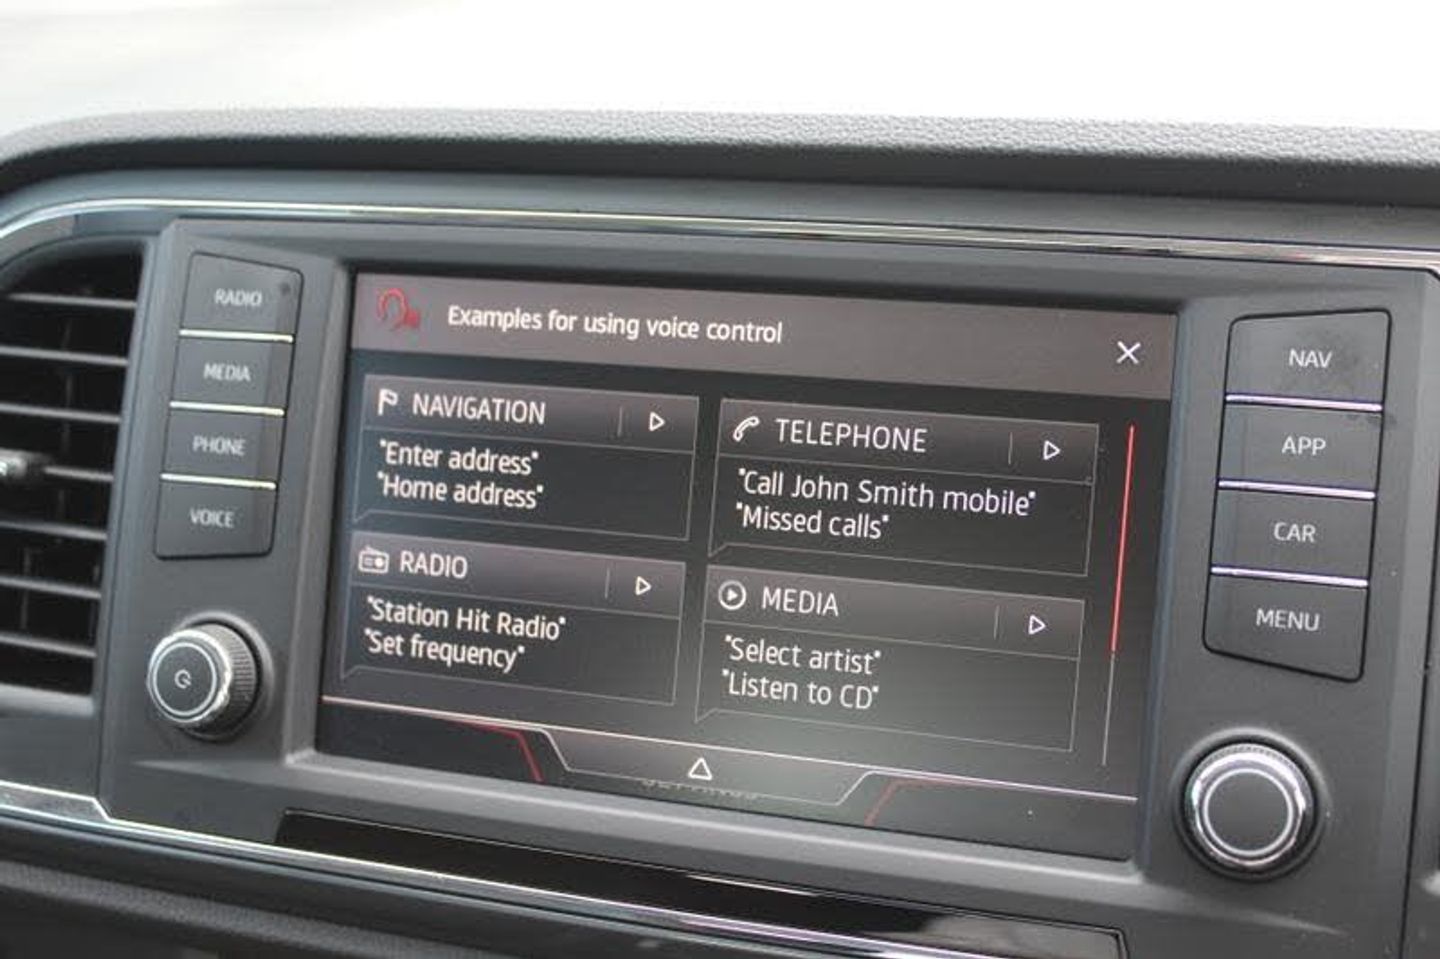 RADIO
MEDIA
PHONE
VOICE
Examples for using voice control
NAVIGATION
"Enter address"
"Home address"
TELEPHONE
"Call John Smith mobile"
"Missed calls"
RADIO
"Station Hit Radio"
"Set frequency"
MEDIA
"Select artist"
"Listen to CD"
NAV
APP
CAR
MENU